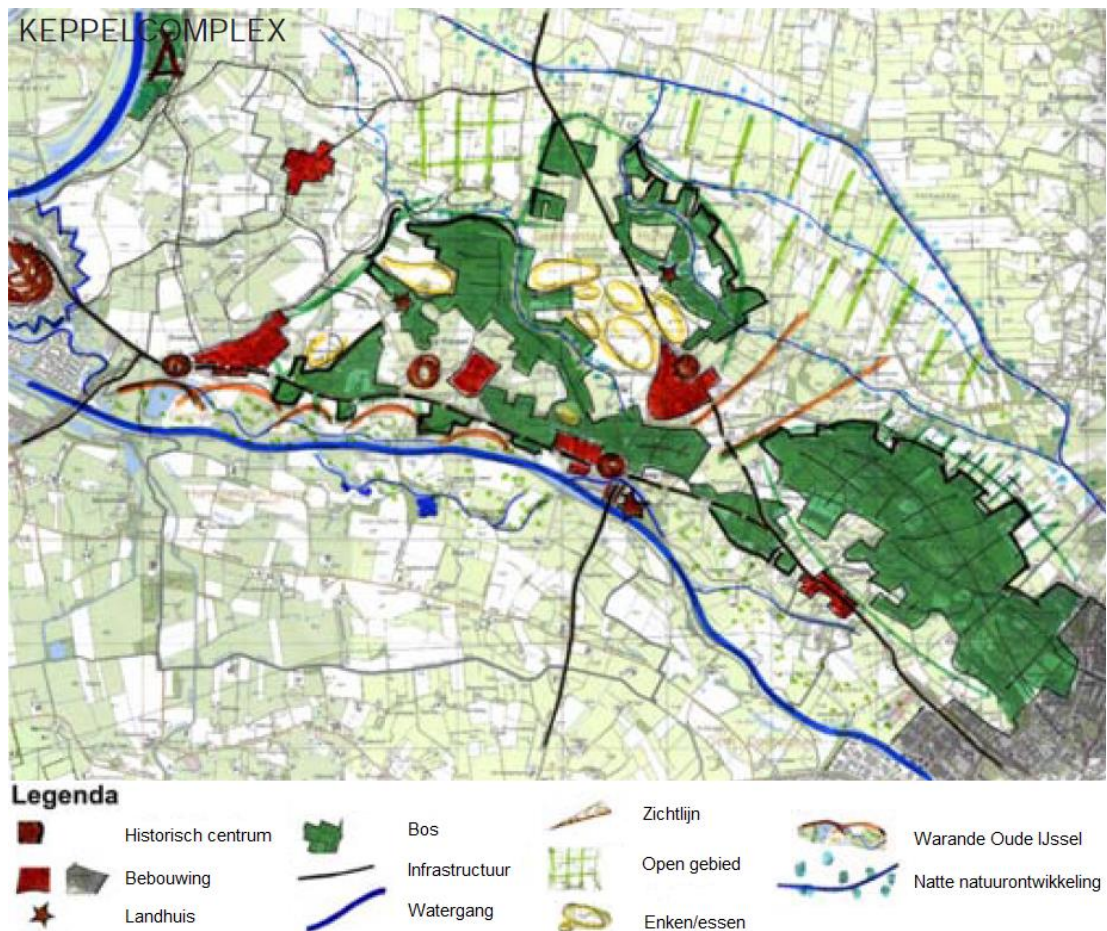 KEPPELCOMPLEX
Legenda
Historisch centrum
Bebouwing
Landhuis
Bos
Infrastructuur
Watergang
Zichtlijn
Open gebied
Enken/essen
Warande Oude IJssel
Natte natuurontwikkeling